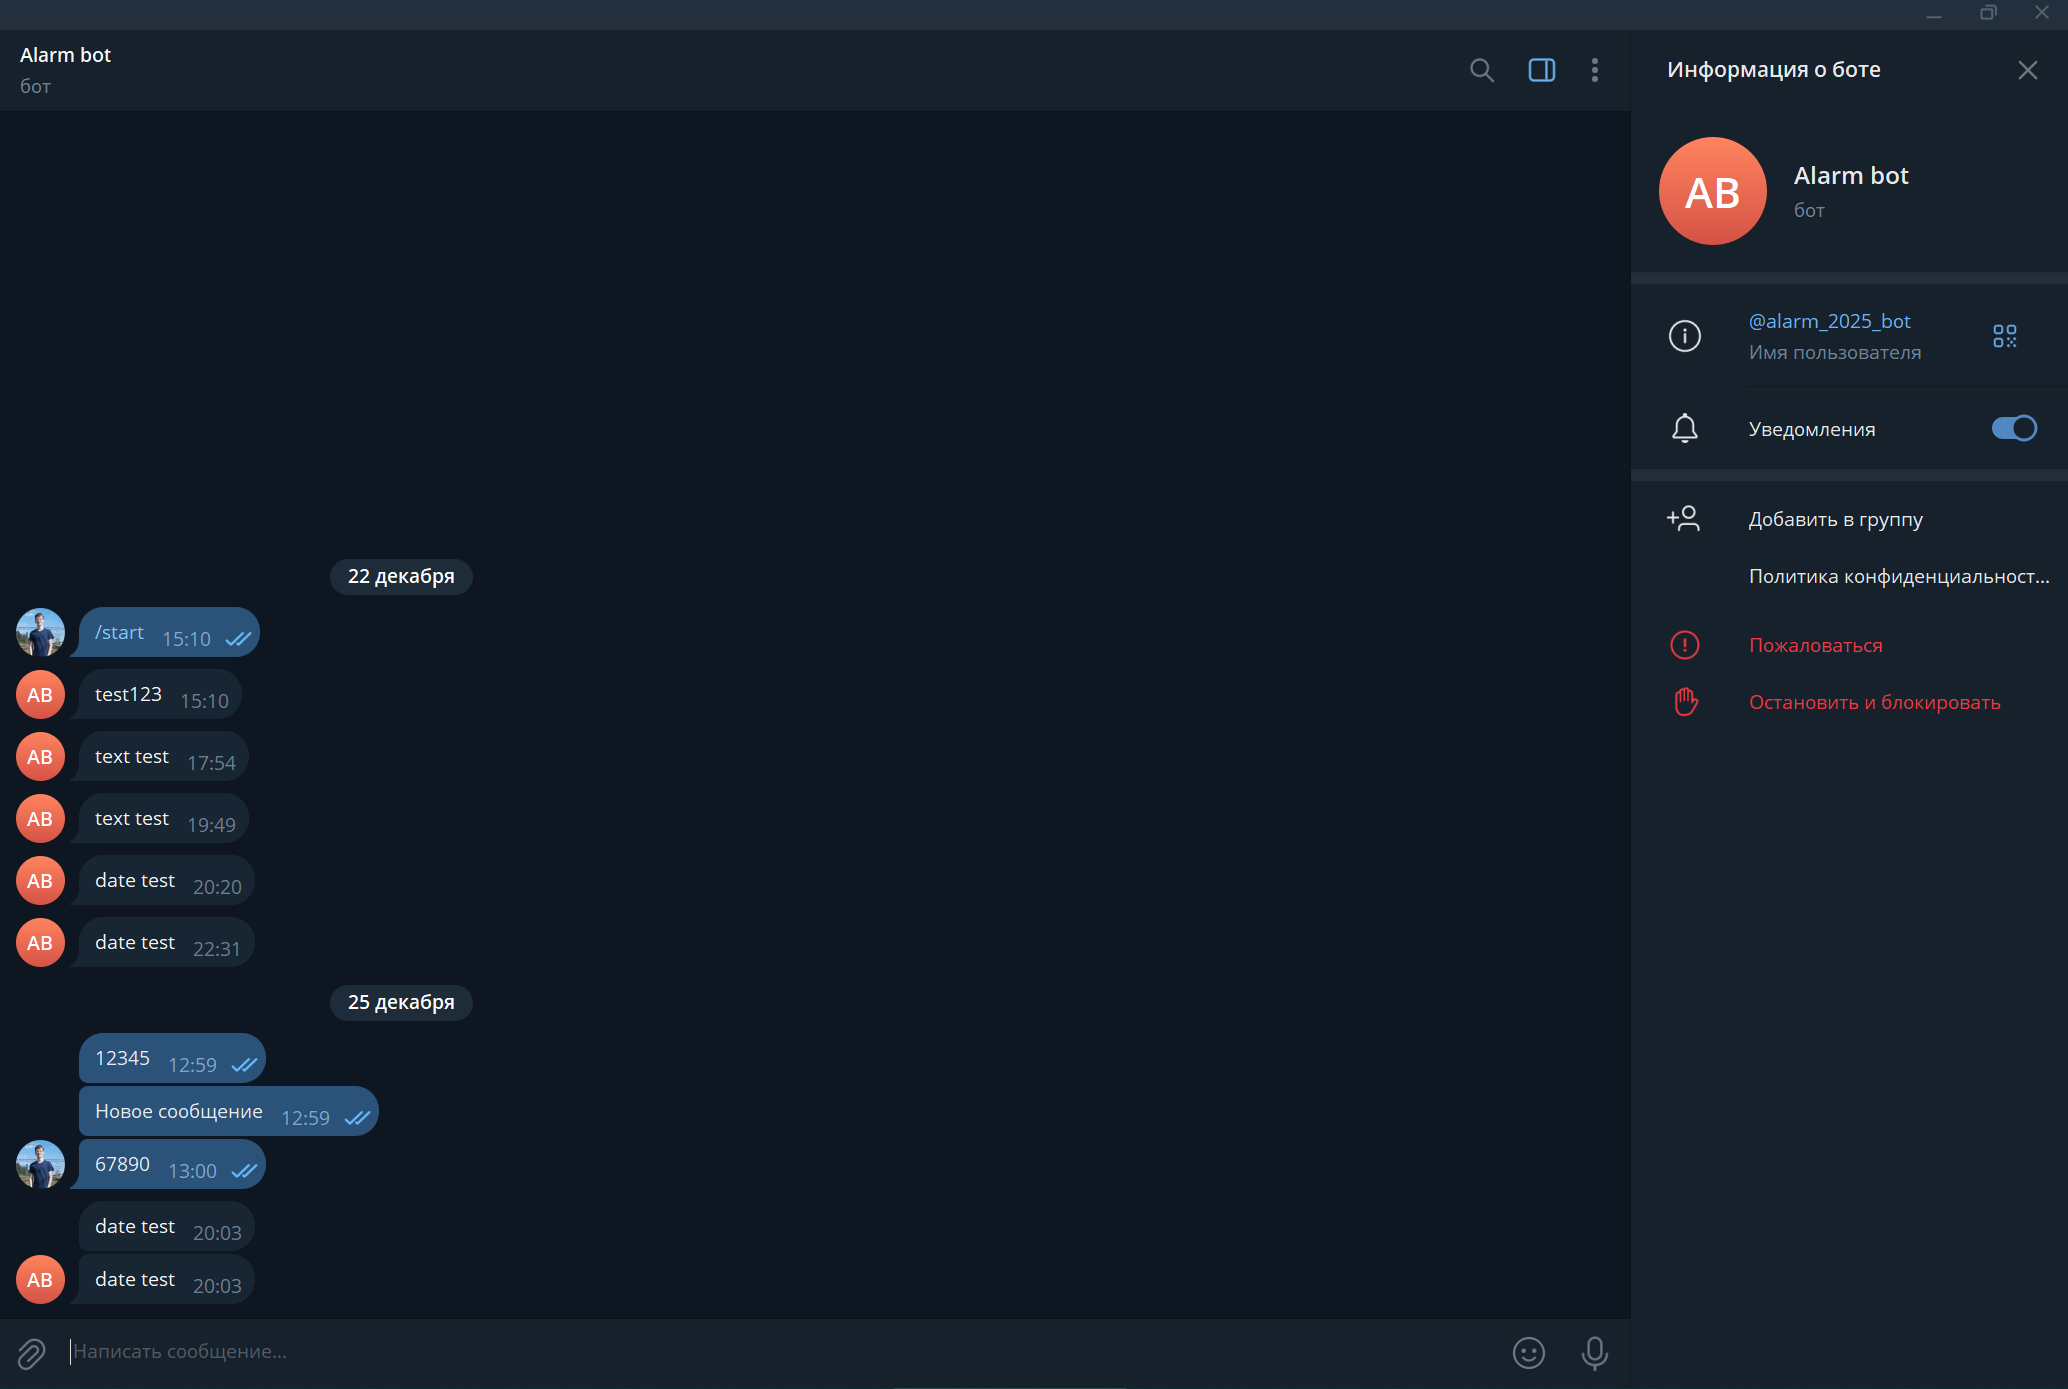 Alarm bot
бот
22 декабря
/start 15:10
AB test123 15:10
AB text test 17:54
AB text test 19:49
AB date test 20:20
AB date test 22:31
25 декабря
12345 12:59
Новое сообщение 12:59
67890 13:00
date test 20:03
AB date test 20:03
Написать сообщение...
Информация о боте
AB
Alarm bot
бот
@alarm_2025_bot
Имя пользователя
Уведомления
Добавить в группу
Политика конфиденциальност...
Пожаловаться
Остановить и блокировать